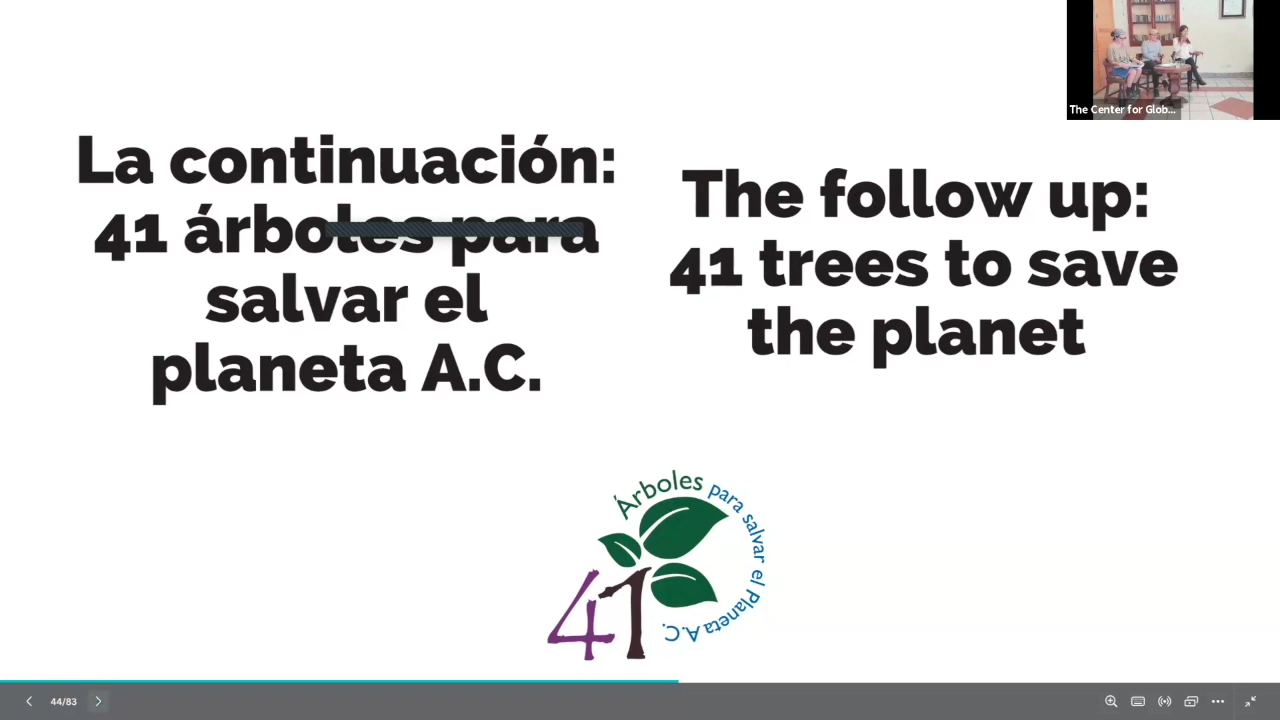 The Center for Glob...
La continuación:
41 árboles para
salvar el
planeta A.C.
The follow up:
41 trees to save
the planet
Árboles para salvar el Planeta A.C.
41
44/83